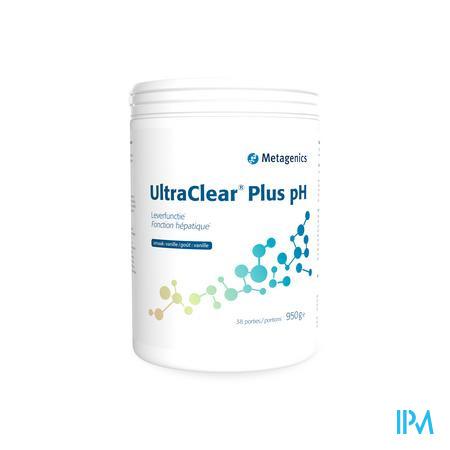 Metagenics
UltraClear® Plus pH
Leverfunctie
Fonction hépatique
smaak: vanille / goût : vanille
38 porties / portions 950g℮
IPM